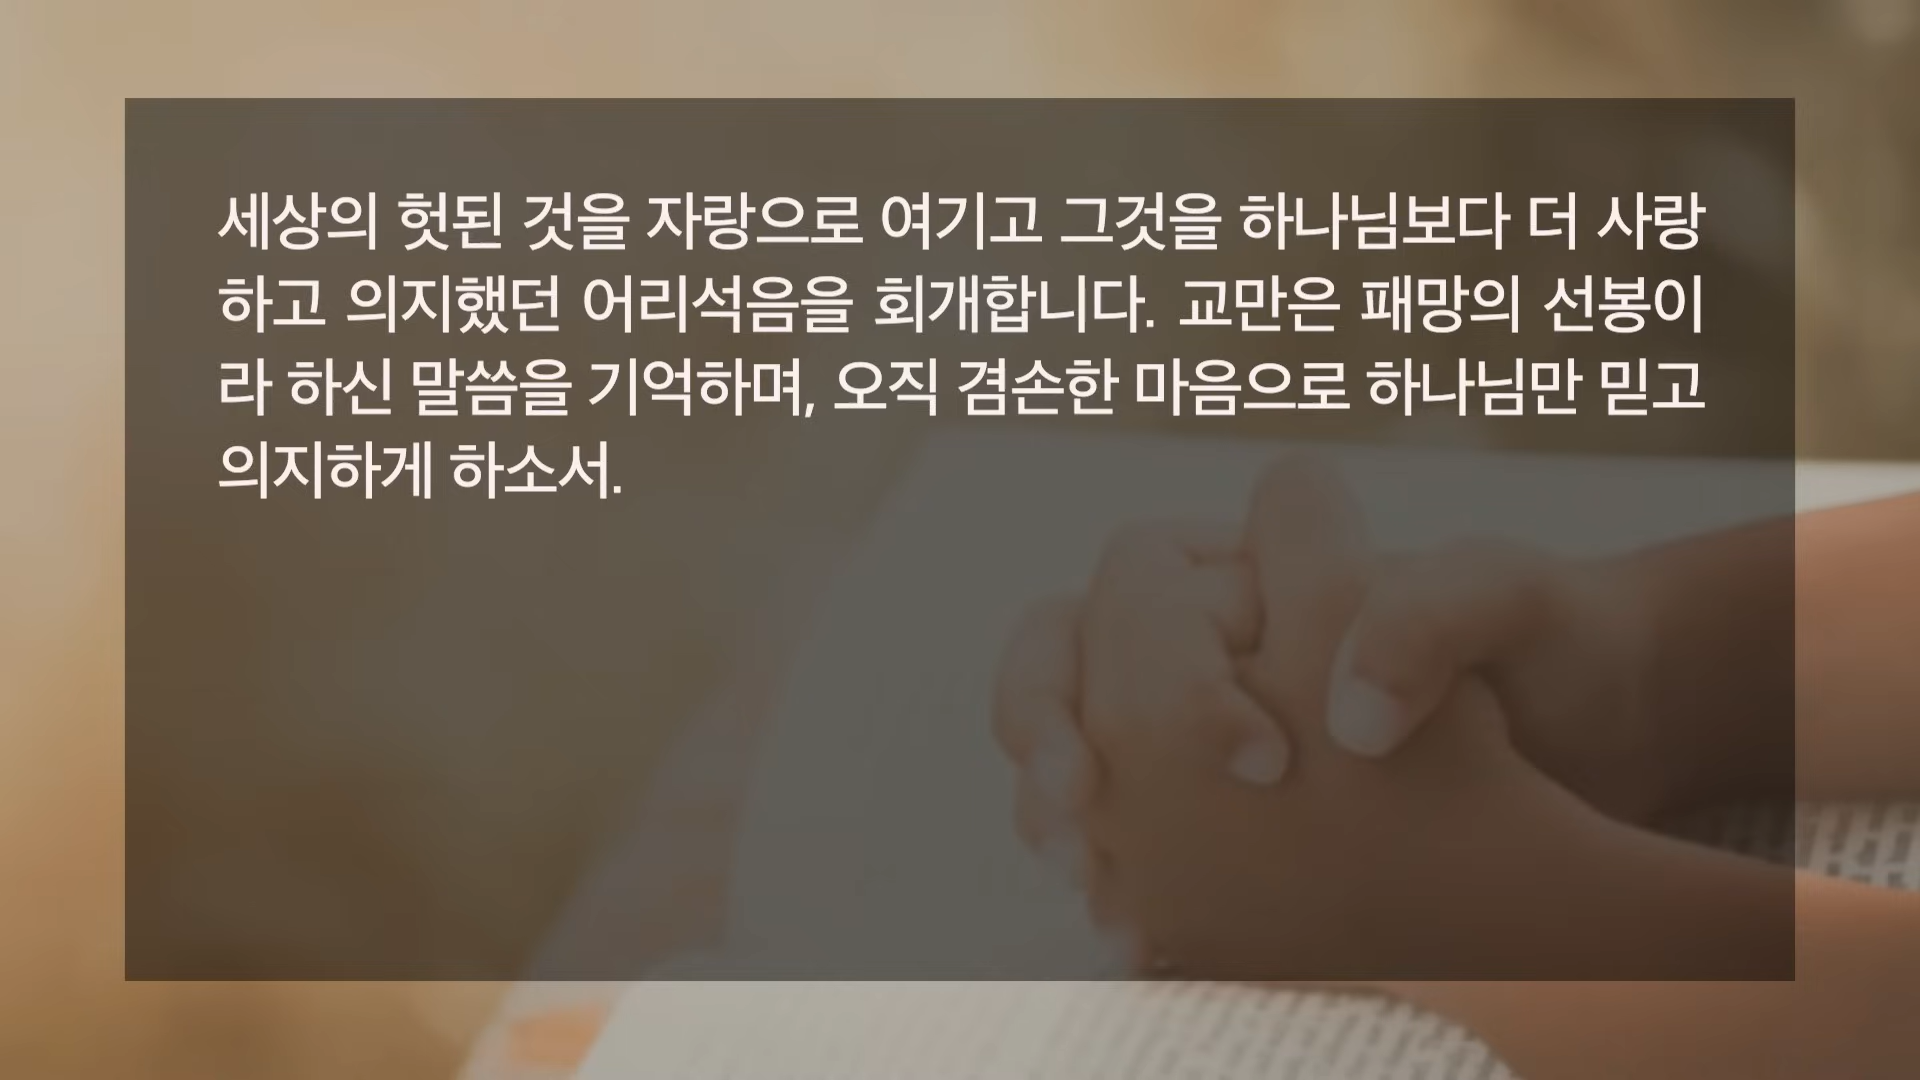 세상의 헛된 것을 자랑으로 여기고 그것을 하나님보다 더 사랑
하고 의지했던 어리석음을 회개합니다. 교만은 패망의 선봉이
라 하신 말씀을 기억하며, 오직 겸손한 마음으로 하나님만 믿고
의지하게 하소서.